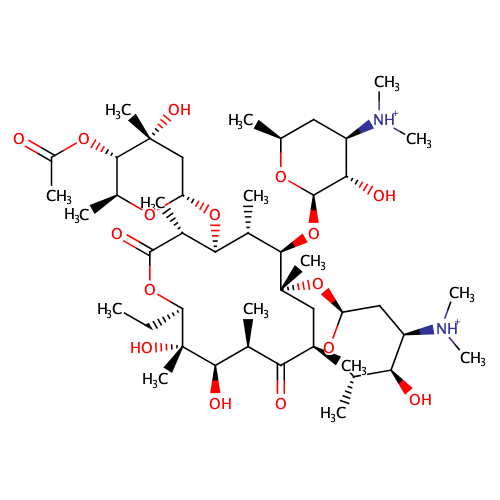 CH₃
H₃C OH NH⁺
O CH₃ CH₃
O
O OH
CH₃ H₃C O
H₃C O H₃C O CH₃ O
O CH₃ O CH₃
O
H₃C CH₃ NH⁺
HO O CH₃
H₃C CH₃
OH O H₃C OH